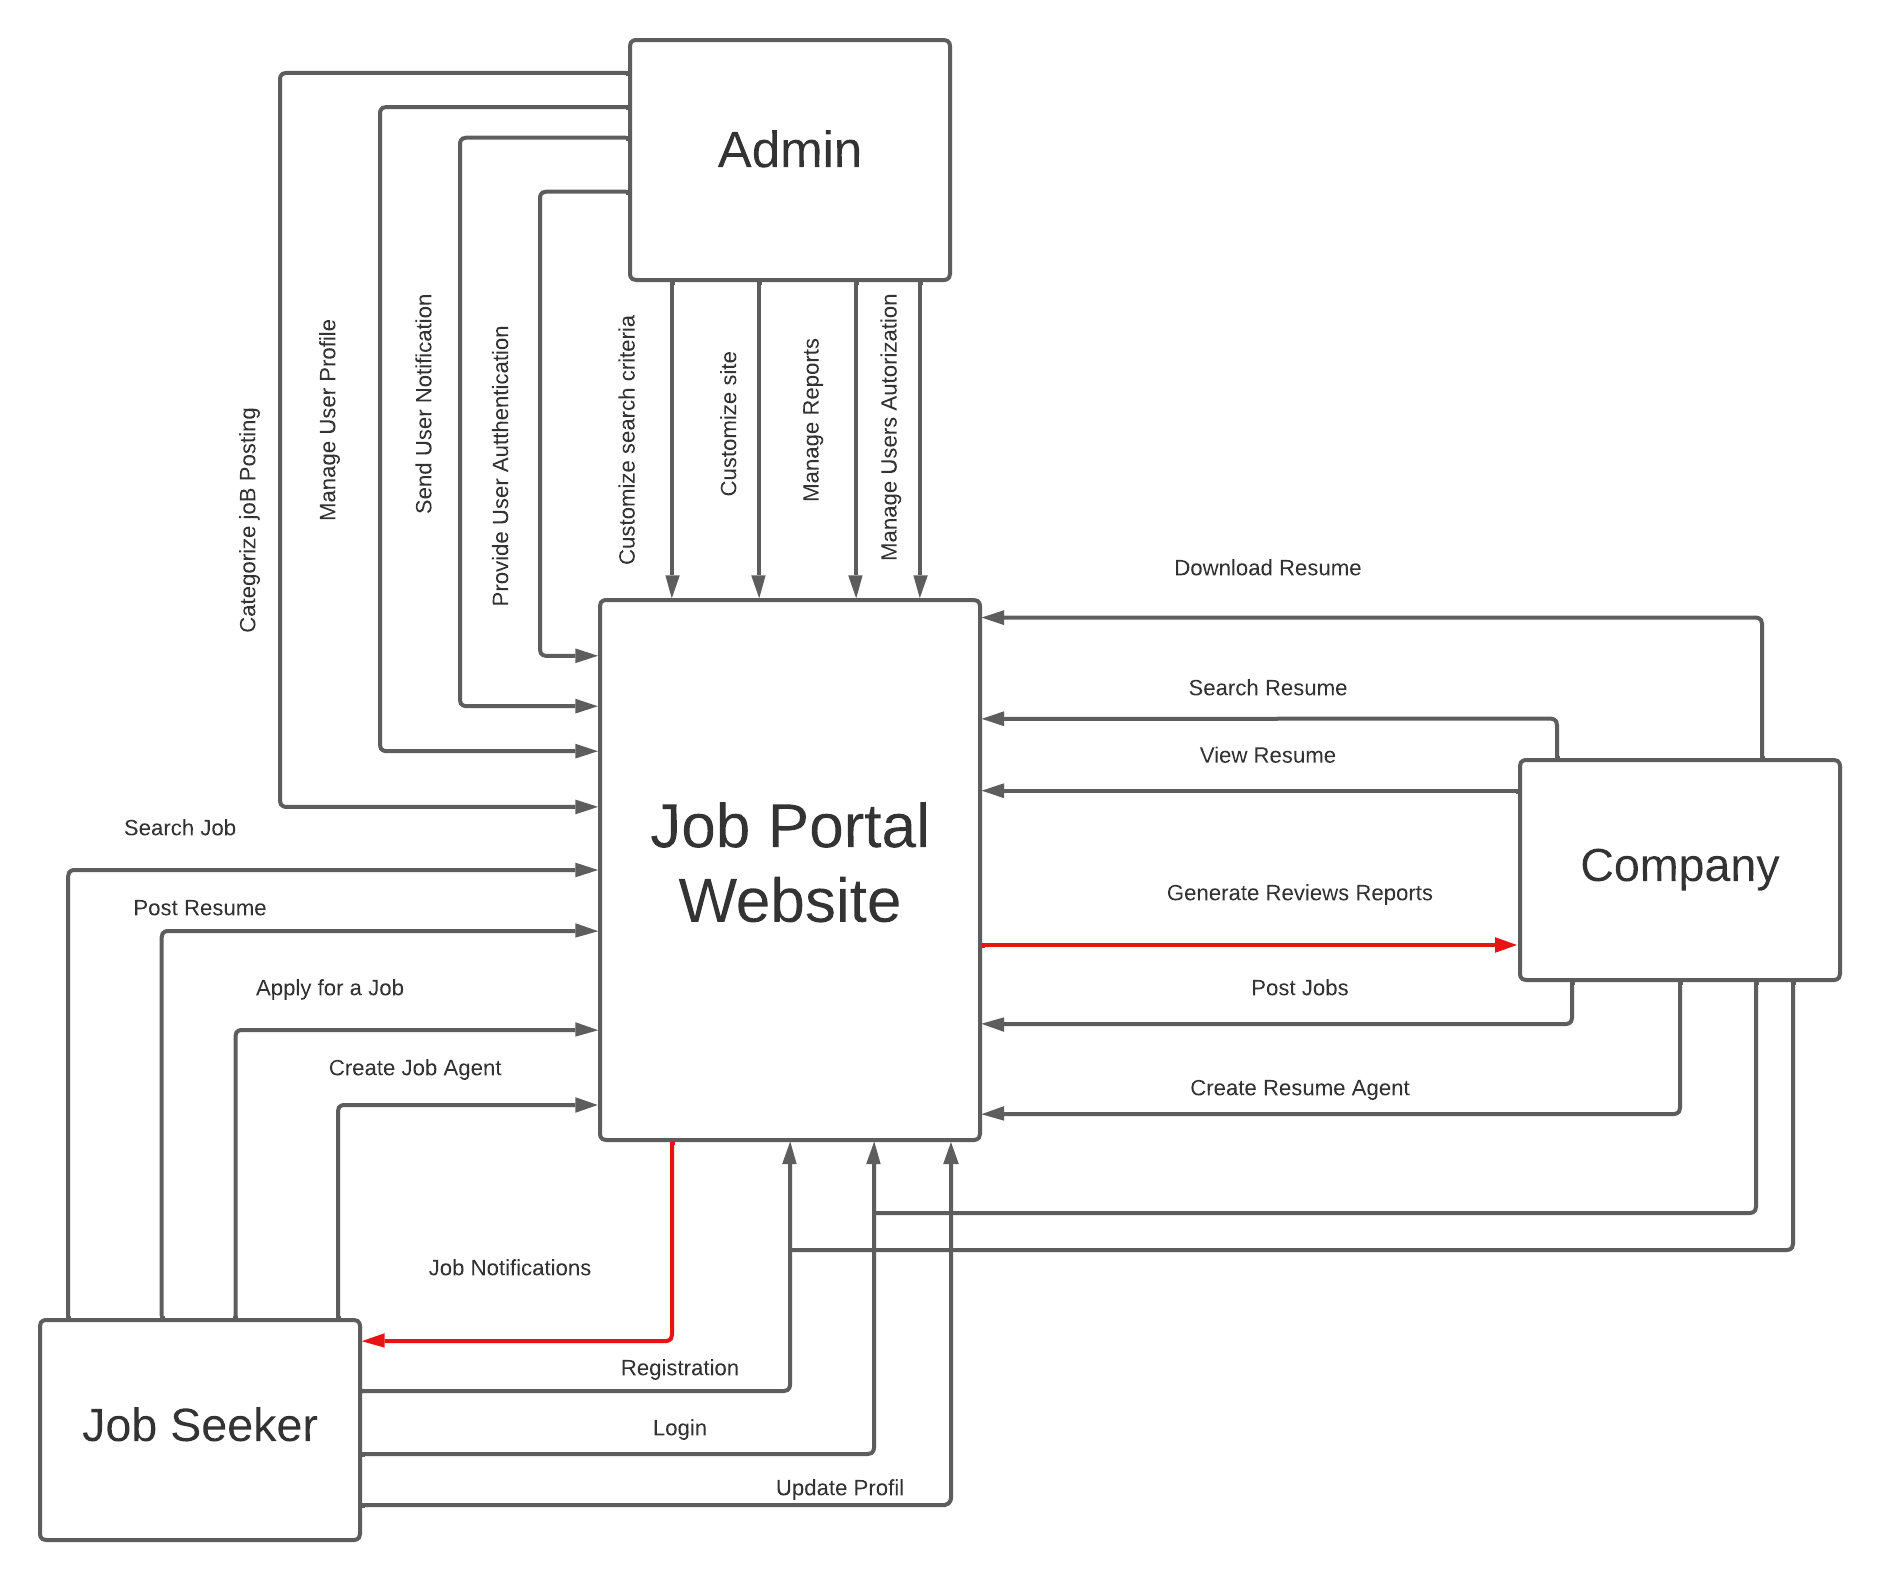 Admin
Categorize joB Posting
Manage User Profile
Send User Notification
Provide User Autthentication
Customize search criteria
Customize site
Manage Reports
Manage Users Autorization
Download Resume
Search Resume
View Resume
Job Portal
Website
Company
Search Job
Generate Reviews Reports
Post Resume
Apply for a Job
Post Jobs
Create Job Agent
Create Resume Agent
Job Notifications
Registration
Job Seeker
Login
Update Profil